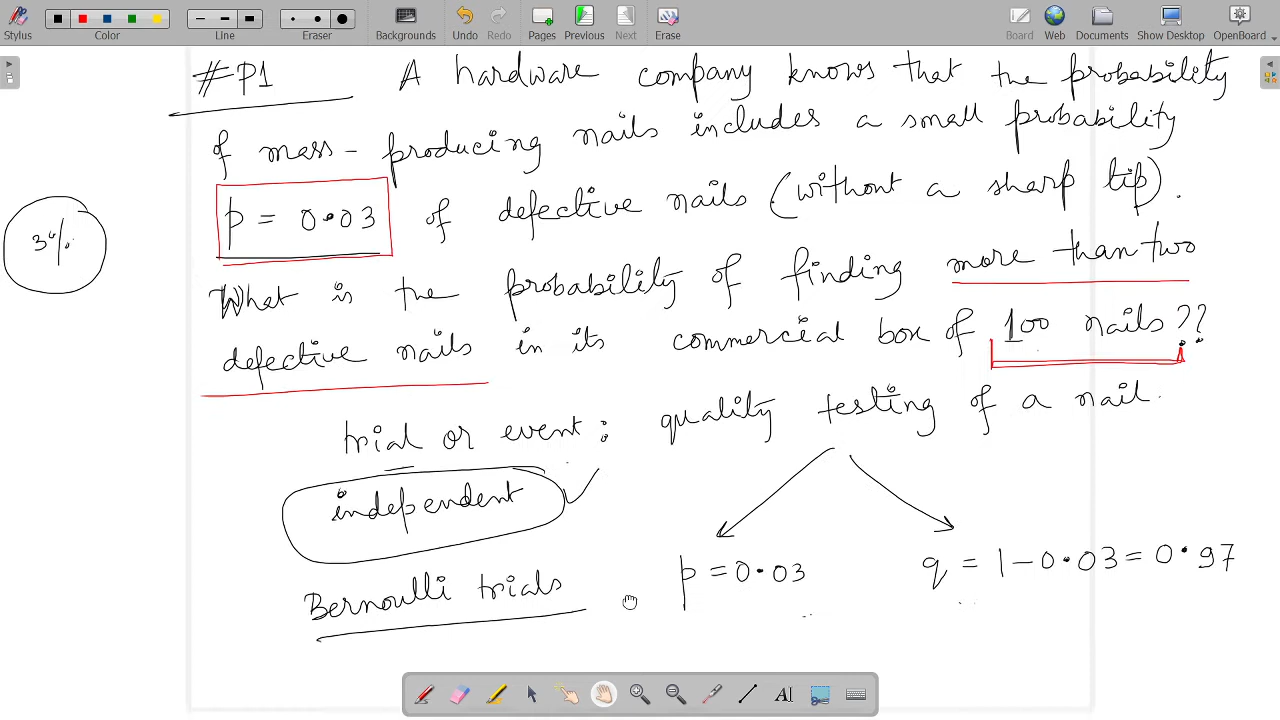 Stylus
Color
Line
Eraser
Backgrounds
Undo
Redo
Pages
Previous
Next
Erase
Board
Web
Documents
Show Desktop
OpenBoard
#P1 A hardware company knows that the probability
of mass-producing nails includes a small probability
p = 0.03 of defective nails (without a sharp tip).
3%
What is the probability of finding more than two
defective nails in its commercial box of 100 nails??
trial or event: quality testing of a nail.
independent ✓
p = 0.03 q = 1 - 0.03 = 0.97
Bernoulli trials
AI